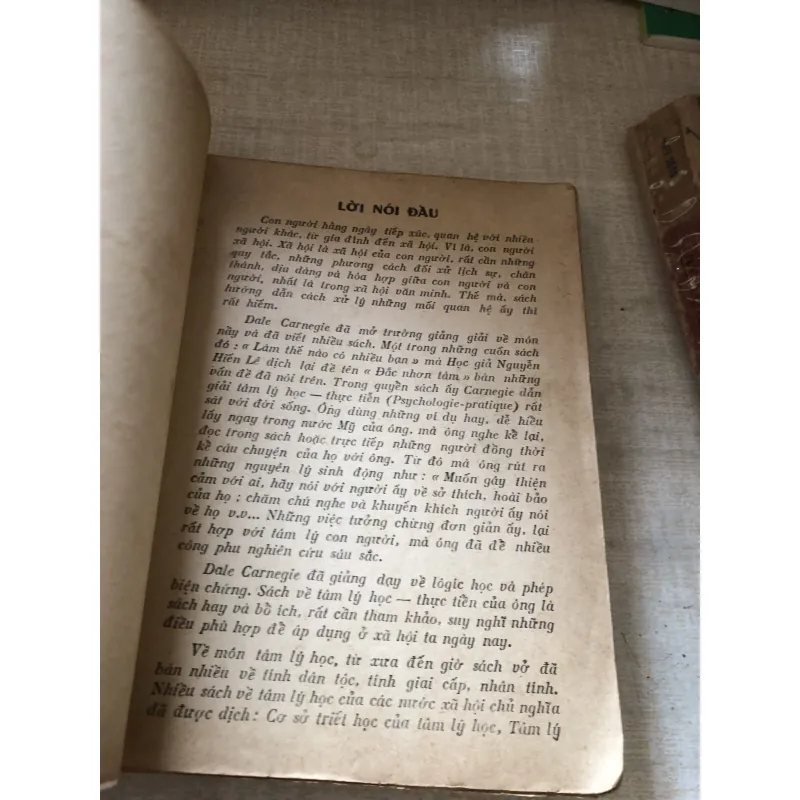 LỜI NÓI ĐẦU
Con người hằng ngày tiếp xúc, quan hệ với nhiều
người khác, từ gia đình đến xã hội. Vì là, con người
xã hội. Xã hội là xã hội của con người, rất cần những
quy tắc, những phương cách đối xử lịch sự, chân
thành, dịu dàng và hòa hợp giữa con người và con
người, nhất là trong xã hội văn minh. Thế mà, sách
hướng dẫn cách xử lý những mối quan hệ ấy thì
rất hiếm.
Dale Carnegie đã mở trường giảng giải về môn
nầy và đã viết nhiều sách. Một trong những cuốn sách
đó : « Làm thế nào có nhiều bạn » mà Học giả Nguyễn
Hiến Lê dịch lại đề tên « Đắc nhơn tâm » bàn những
vấn đề đã nói trên. Trong quyền sách ấy Carnegie dẫn
giải tâm lý học — thực tiễn (Psychologie-pratique) rất
sát với đời sống. Ông dùng những ví dụ hay, dễ hiểu
lấy ngay trong nước Mỹ của ông, mà ông nghe kể lại,
đọc trong sách hoặc trực tiếp những người đồng thời
kể câu chuyện của họ với ông. Từ đó mà ông rút ra
những nguyên lý sinh động như : « Muốn gây thiện
cảm với ai, hãy nói với người ấy về sở thích, hoài bảo
của họ ; chăm chú nghe và khuyến khích người ấy nói
về họ v.v... Những việc tưởng chừng đơn giản ấy, lại
rất hợp với tâm lý con người, mà ông đã để nhiều
công phu nghiên cứu sâu sắc.
Dale Carnegie đã giảng dạy về lôgic học và phép
biện chứng. Sách về tâm lý học — thực tiễn của ông là
sách hay và bổ ích, rất cần tham khảo, suy nghĩ những
điều phù hợp để áp dụng ở xã hội ta ngày nay.
Về môn tâm lý học, từ xưa đến giờ sách vở đã
bàn nhiều về tính dân tộc, tính giai cấp, nhân tính.
Nhiều sách về tâm lý học của các nước xã hội chủ nghĩa
đã được dịch : Cơ sở triết học của tâm lý học, Tâm lý